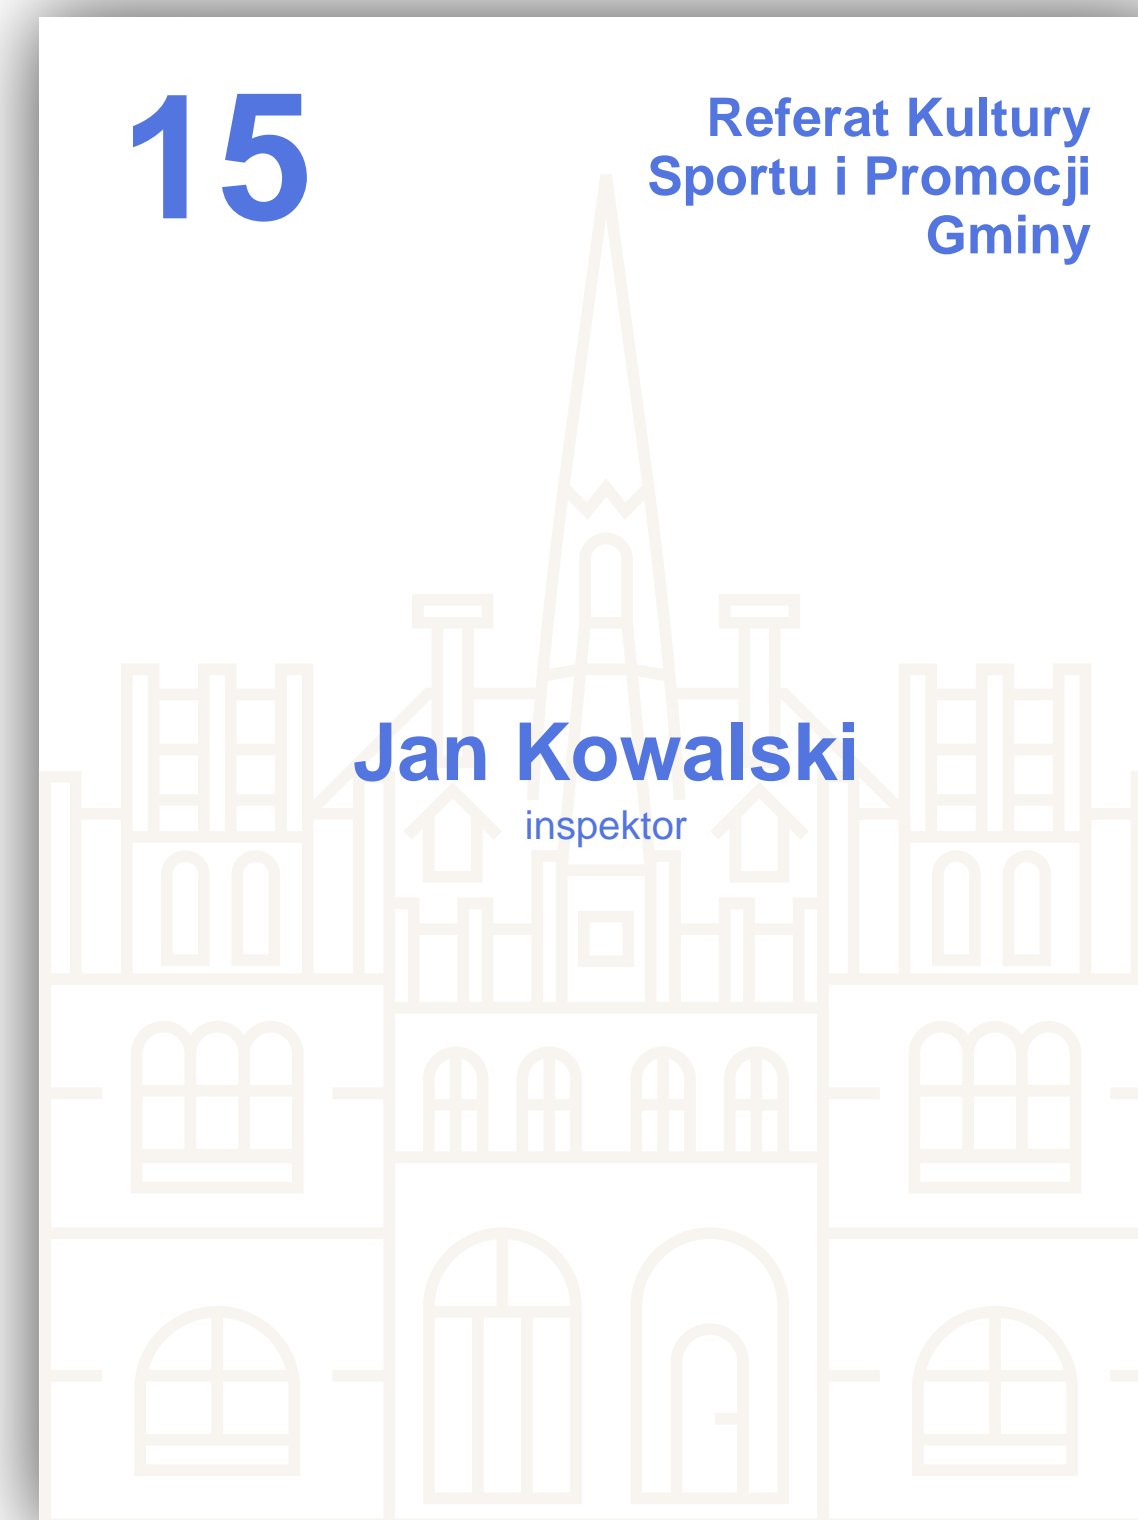 15
Referat Kultury
Sportu i Promocji
Gminy
Jan Kowalski
inspektor